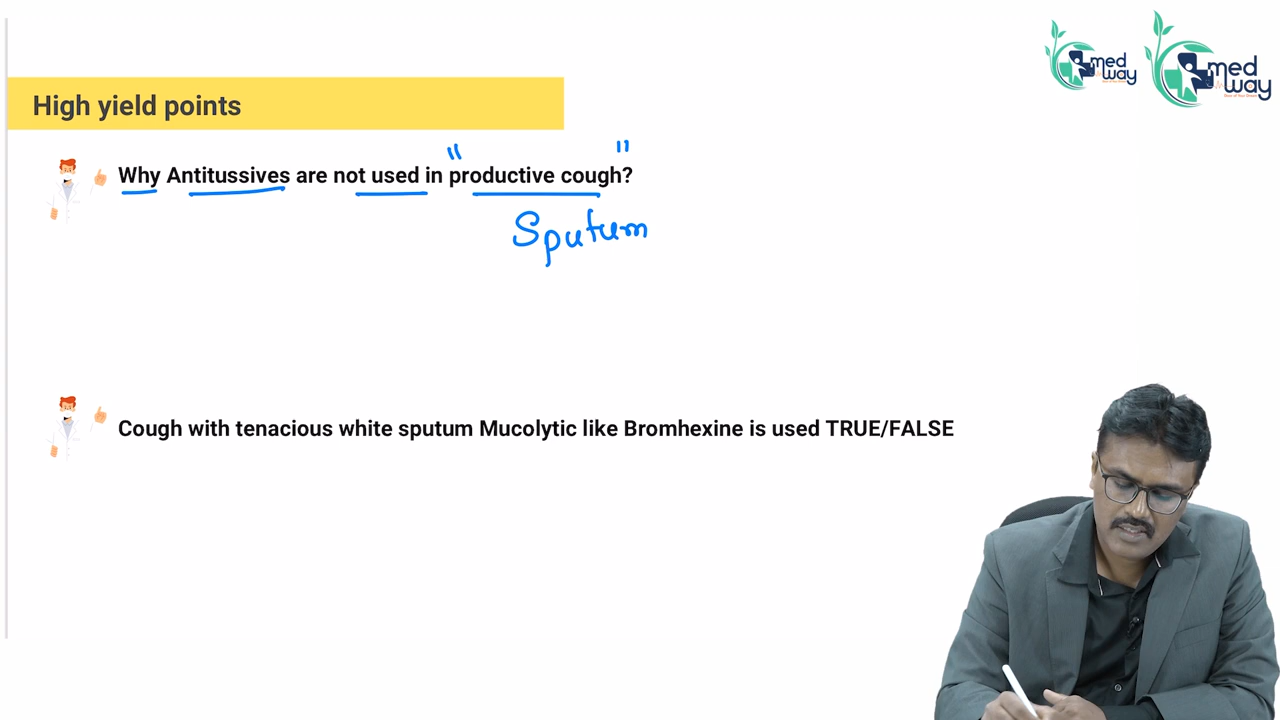 med
way
med
way
High yield points
Why Antitussives are not used in "productive cough"?
Sputum
Cough with tenacious white sputum Mucolytic like Bromhexine is used TRUE/FALSE